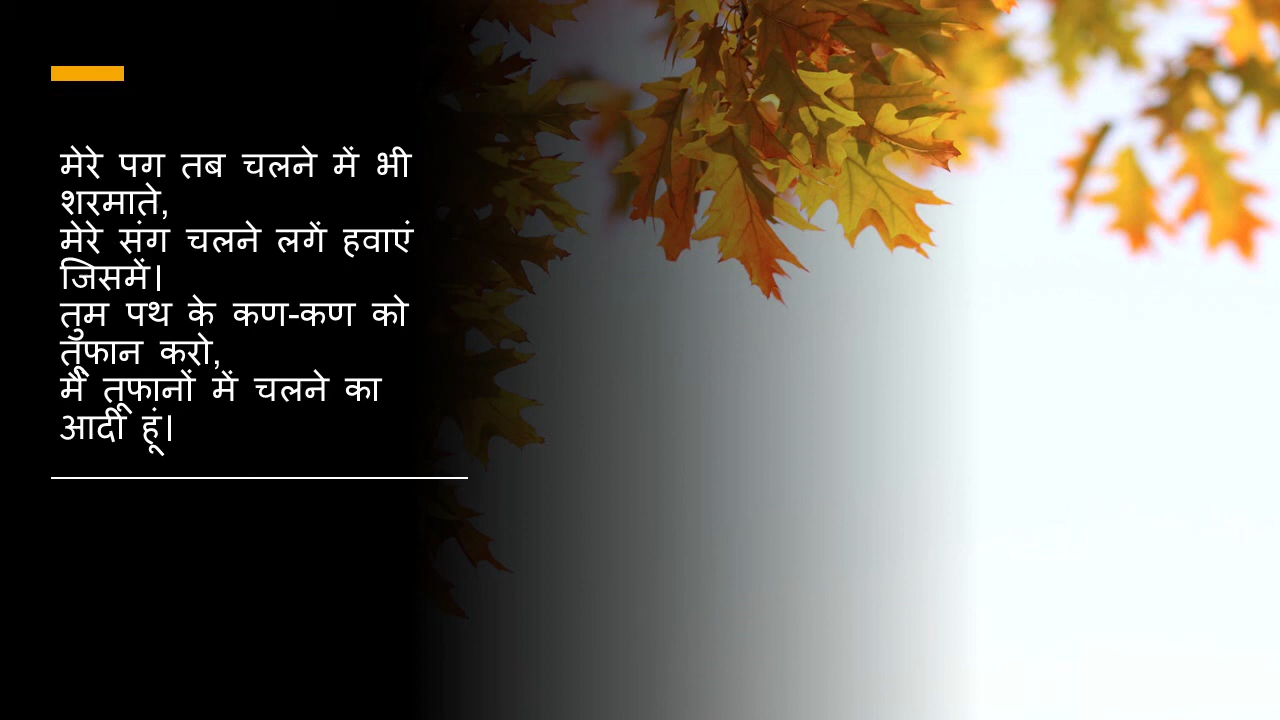 मेरे पग तब चलने में भी
शरमाते,
मेरे संग चलने लगें हवाएं
जिसमें।
तुम पथ के कण-कण को
तूफान करो,
मैं तूफानों में चलने का
आदी हूं।